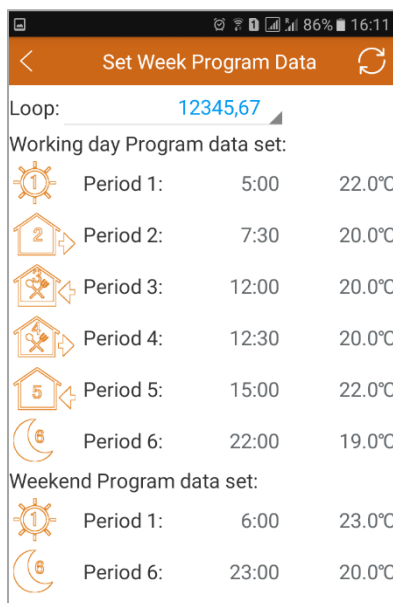 1 86% 16:11
Set Week Program Data
Loop: 12345,67
Working day Program data set:
1 Period 1: 5:00 22.0℃
2 Period 2: 7:30 20.0℃
3 Period 3: 12:00 20.0℃
4 Period 4: 12:30 20.0℃
5 Period 5: 15:00 22.0℃
6 Period 6: 22:00 19.0℃
Weekend Program data set:
1 Period 1: 6:00 23.0℃
6 Period 6: 23:00 20.0℃